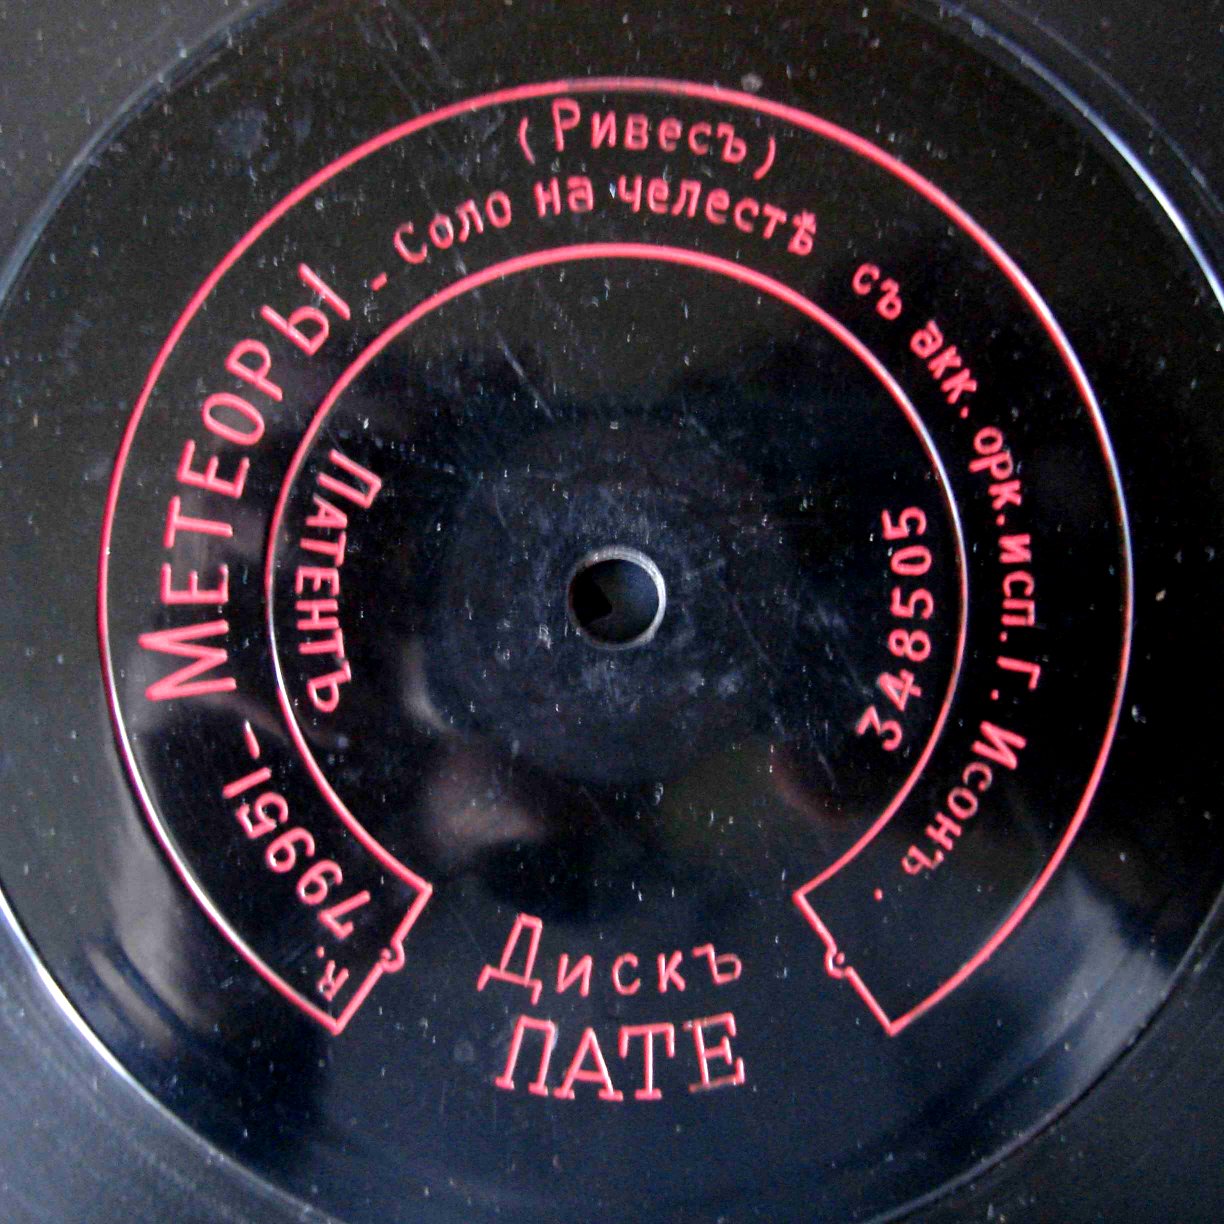 R. 79951- МЕТЕОРЫ - Соло на челестѣ
(Ривесъ)
съ акк. орк. исп. Г. Исонъ.
ПАТЕНТЪ
348505
Дискъ
ПАТЕ